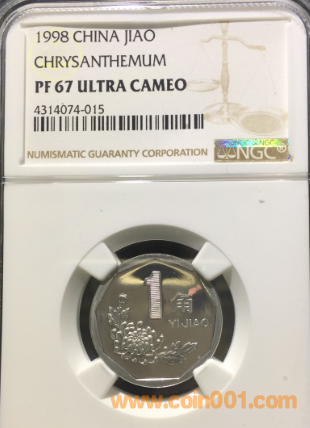 1998 CHINA JIAO
CHRYSANTHEMUM
PF 67 ULTRA CAMEO
4314074-015
NUMISMATIC GUARANTY CORPORATION
NGC
1 角
YI JIAO
www.coin001.com